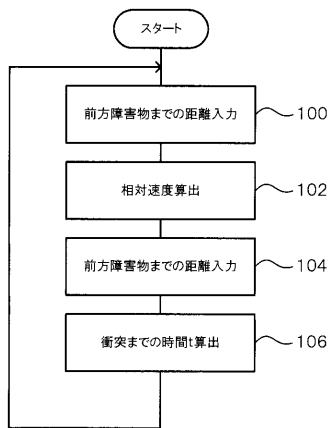 スタート
前方障害物までの距離入力
100
相対速度算出
102
前方障害物までの距離入力
104
衝突までの時間t算出
106